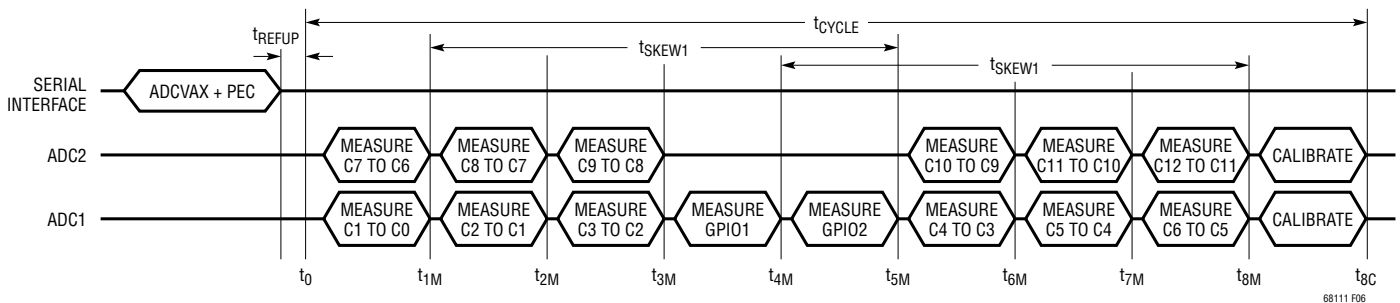 tCYCLE
tREFUP
tSKEW1
tSKEW1
SERIAL
INTERFACE
ADCVAX + PEC
ADC2
MEASURE
C7 TO C6
MEASURE
C8 TO C7
MEASURE
C9 TO C8
MEASURE
C10 TO C9
MEASURE
C11 TO C10
MEASURE
C12 TO C11
CALIBRATE
ADC1
MEASURE
C1 TO C0
MEASURE
C2 TO C1
MEASURE
C3 TO C2
MEASURE
GPIO1
MEASURE
GPIO2
MEASURE
C4 TO C3
MEASURE
C5 TO C4
MEASURE
C6 TO C5
CALIBRATE
t0 t1M t2M t3M t4M t5M t6M t7M t8M t8C
68111 F06